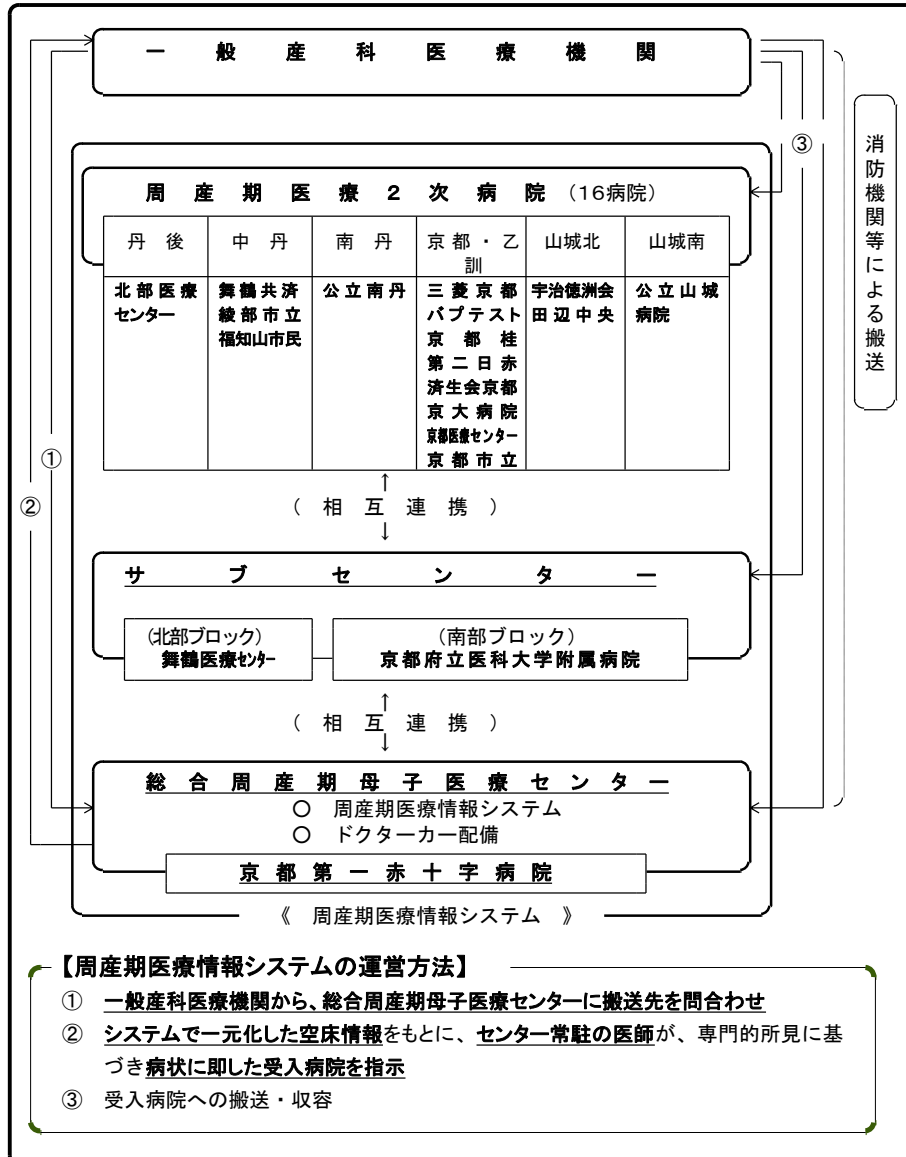 一般産科医療機関
③
消防機関等による搬送
周産期医療2次病院(16病院)
丹後 中丹 南丹 京都・乙訓 山城北 山城南
北部医療センター
舞鶴共済
綾部市立
福知山市民
公立南丹
三菱京都
バプテスト
京都桂
第二日赤
済生会京都
京大病院
京都医療センター
京都市立
宇治徳洲会
田辺中央
公立山城病院
①
②
↑
(相互連携)
↓
サブセンター
(北部ブロック)
舞鶴医療センター
(南部ブロック)
京都府立医科大学附属病院
↑
(相互連携)
↓
総合周産期母子医療センター
○ 周産期医療情報システム
○ ドクターカー配備
京都第一赤十字病院
《 周産期医療情報システム 》
【周産期医療情報システムの運営方法】
① 一般産科医療機関から、総合周産期母子医療センターに搬送先を問合わせ
② システムで一元化した空床情報をもとに、センター常駐の医師が、専門的所見に基
づき病状に即した受入病院を指示
③ 受入病院への搬送・収容